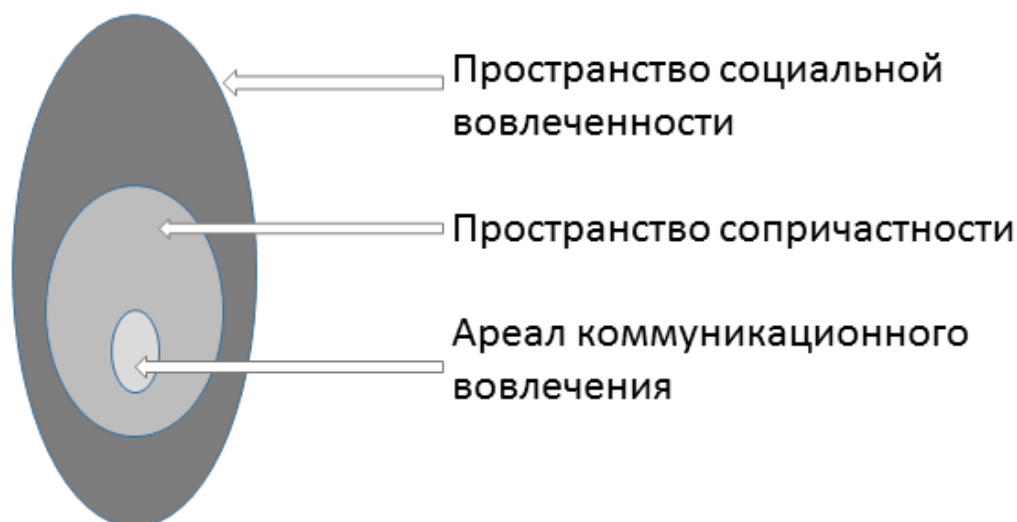 Пространство социальной
вовлеченности
Пространство сопричастности
Ареал коммуникационного
вовлечения